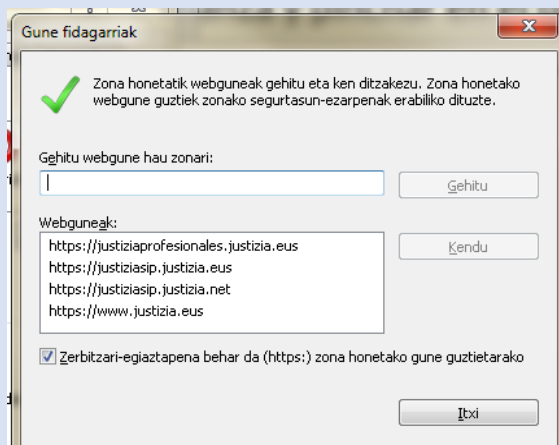 Gune fidagarriak
Zona honetatik webguneak gehitu eta ken ditzakezu. Zona honetako
webgune guztiek zonako segurtasun-ezarpenak erabiliko dituzte.
Gehitu webgune hau zonari:
Gehitu
Webguneak:
https://justiziaprofesionales.justizia.eus
https://justiziasip.justizia.eus
https://justiziasip.justizia.net
https://www.justizia.eus
Kendu
Zerbitzari-egiaztapena behar da (https:) zona honetako gune guztietarako
Itxi